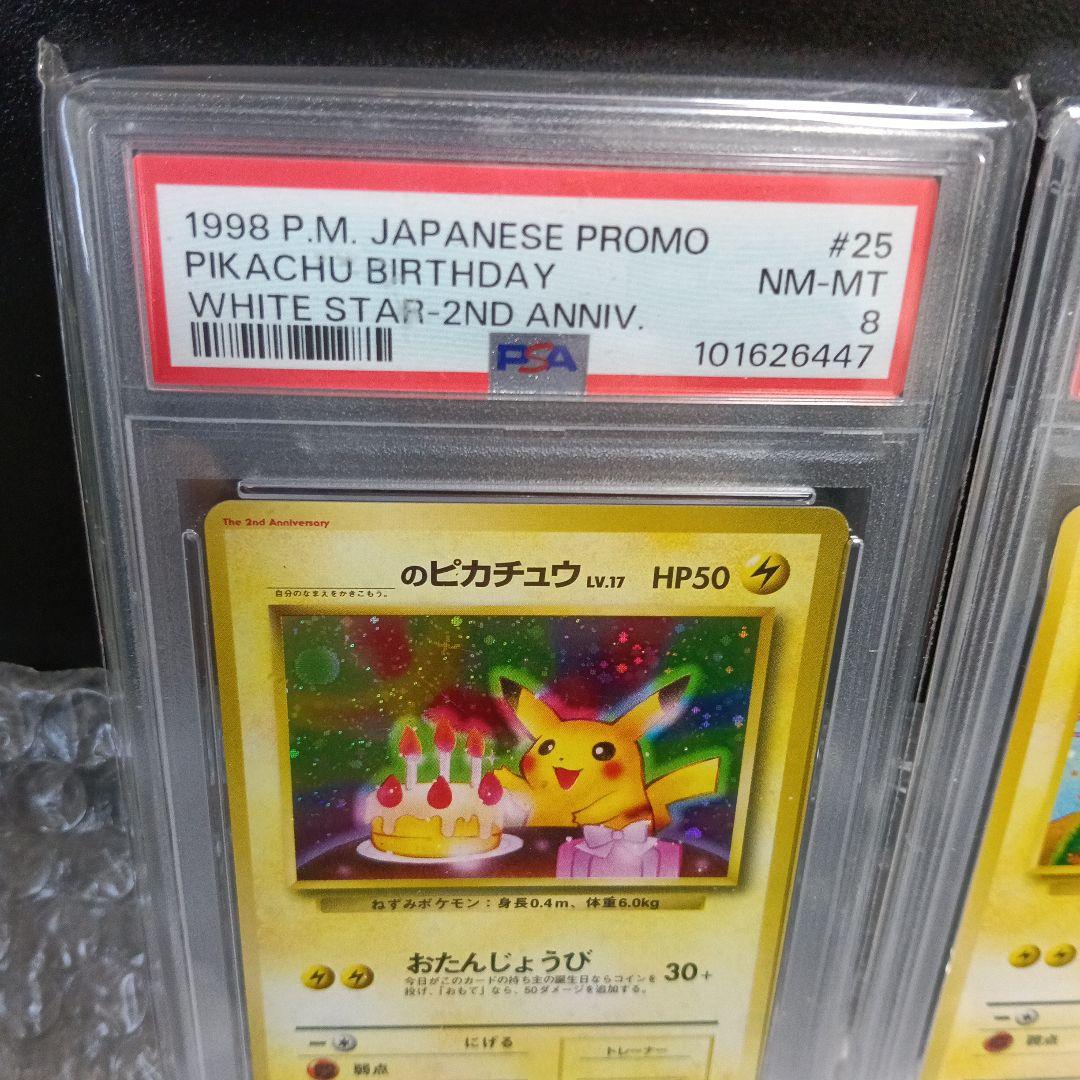 1998 P.M. JAPANESE PROMO #25
PIKACHU BIRTHDAY NM-MT
WHITE STAR-2ND ANNIV. 8
PSA 101626447
The 2nd Anniversary
のピカチュウ LV.17 HP50
自分のなまえをかきこもう。
ねずみポケモン：身長0.4m、体重6.0kg
おたんじょうび 30+
今日がこのカードの持ち主の誕生日ならコインを
投げ、「おもて」なら、50ダメージを追加する。
にげる
トレーナー
弱点
弱点